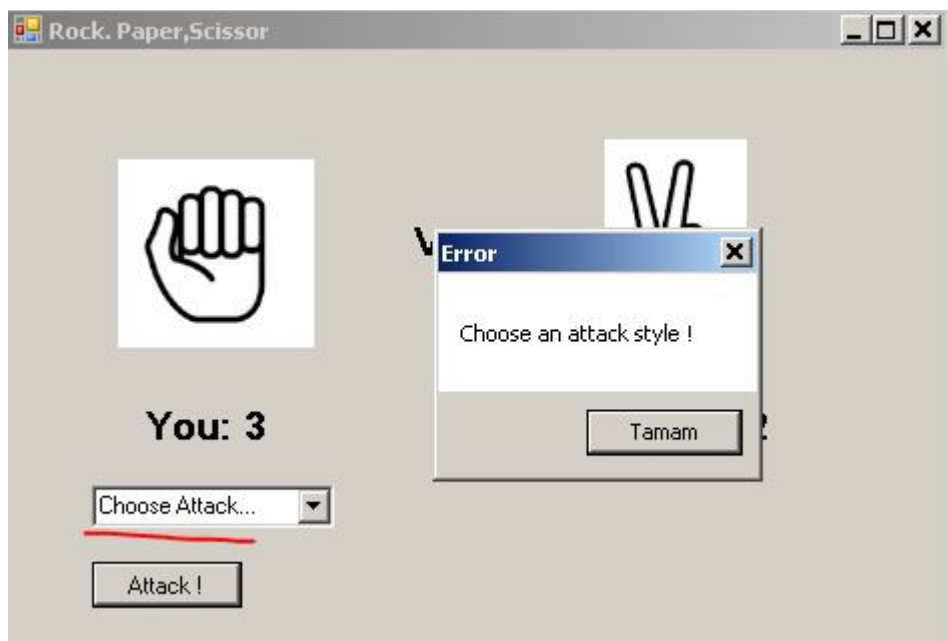 Rock. Paper,Scissor
Error
Choose an attack style !
You: 3
Tamam
Choose Attack...
Attack !